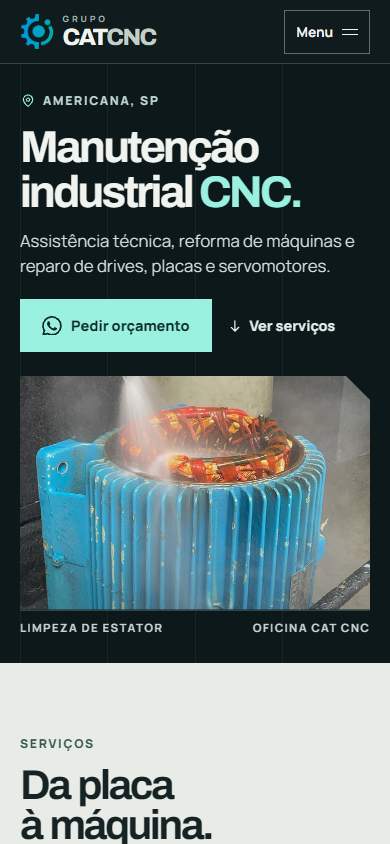 GRUPO
CATCNC
Menu
AMERICANA, SP
Manutenção
industrial CNC.
Assistência técnica, reforma de máquinas e
reparo de drives, placas e servomotores.
Pedir orçamento
Ver serviços
LIMPEZA DE ESTATOR
OFICINA CAT CNC
SERVIÇOS
Da placa
à máquina.